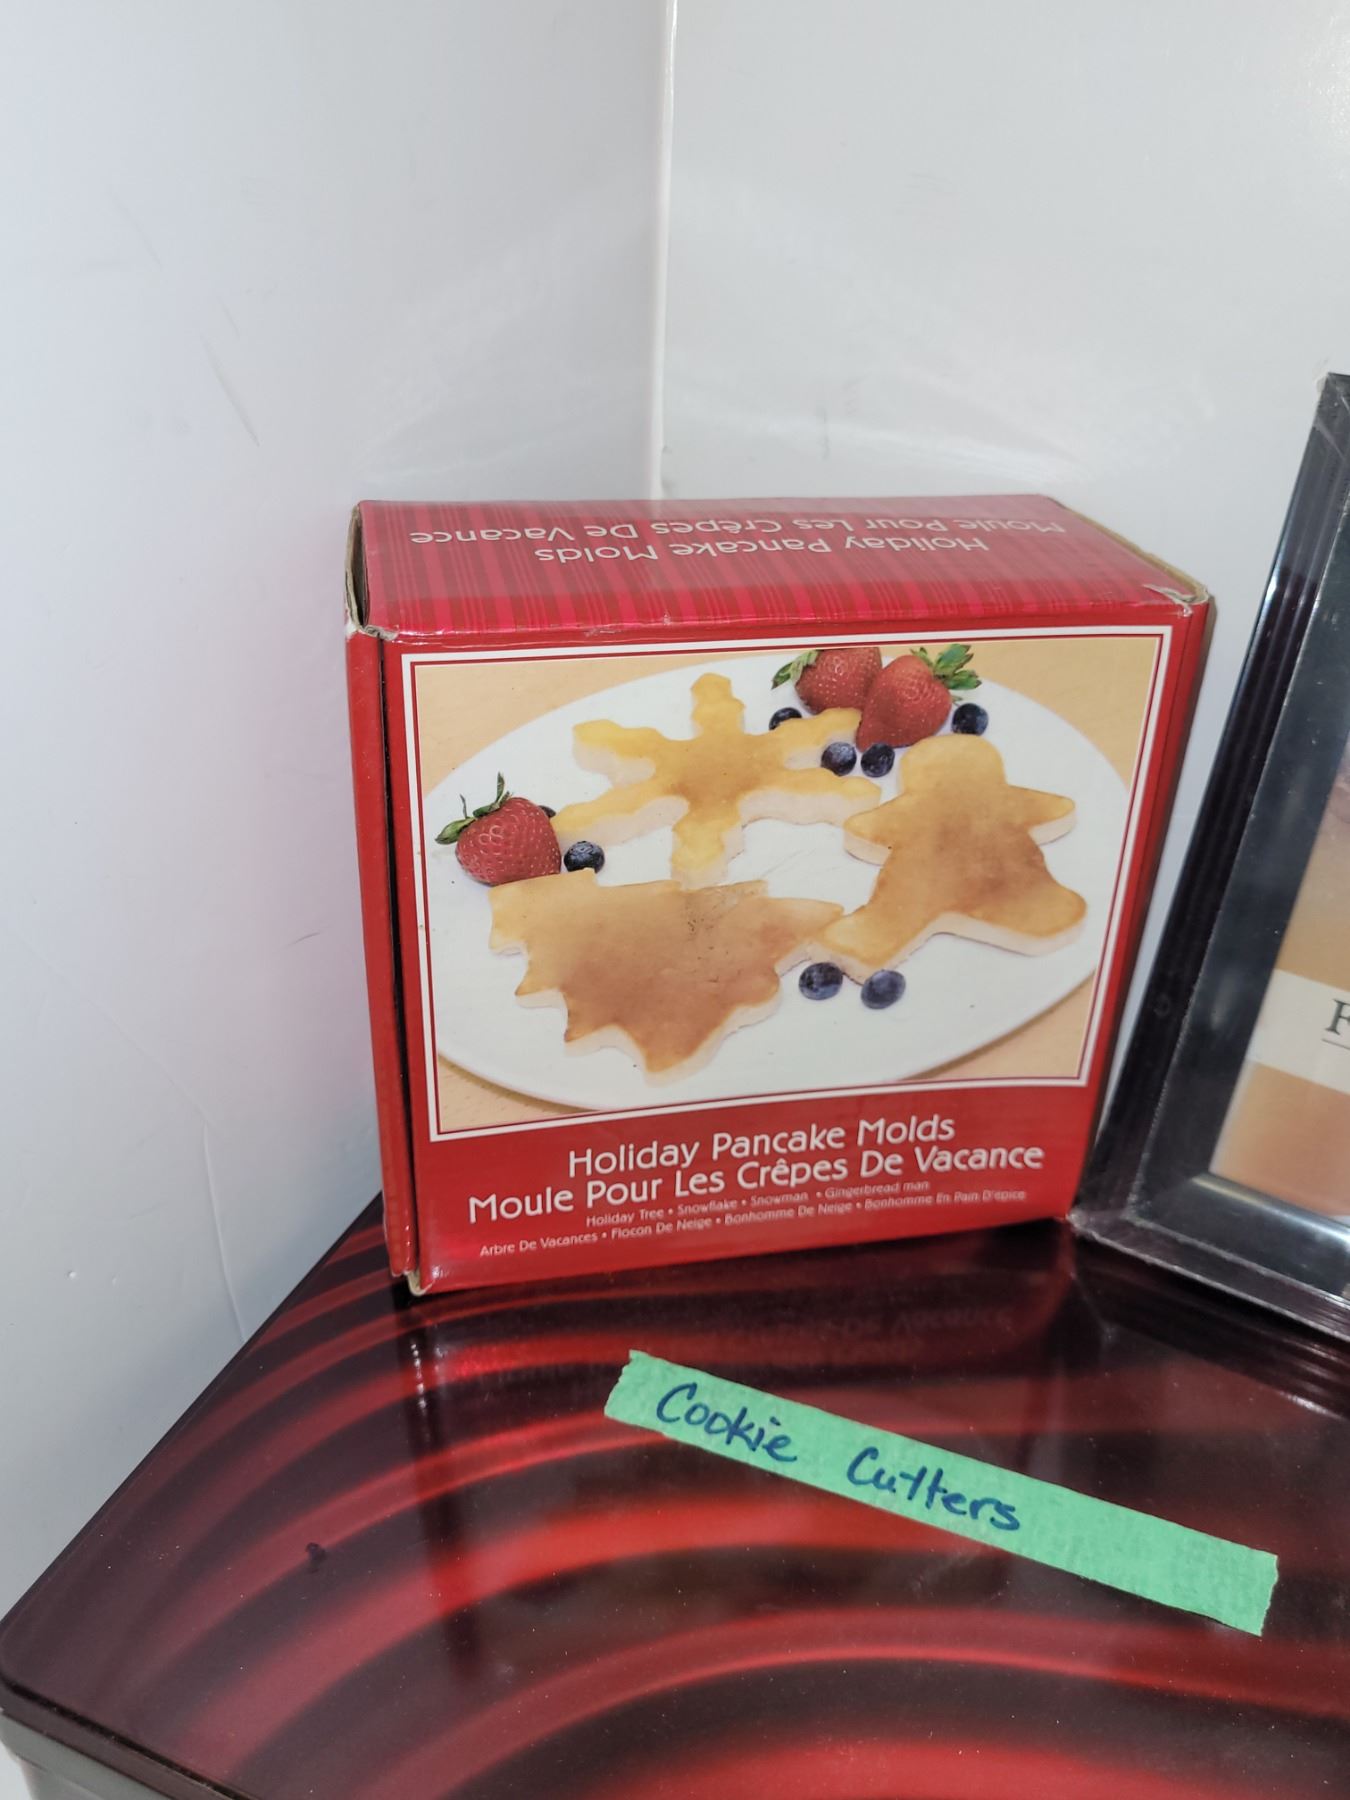 Holiday Pancake Molds
Moule Pour Les Crêpes De Vacance
Holiday Pancake Molds
Moule Pour Les Crêpes De Vacance
Holiday Tree • Snowflake • Snowman • Gingerbread man
Arbre De Vacances • Flocon De Neige • Bonhomme De Neige • Bonhomme En Pain D'épice
Cookie Cutters